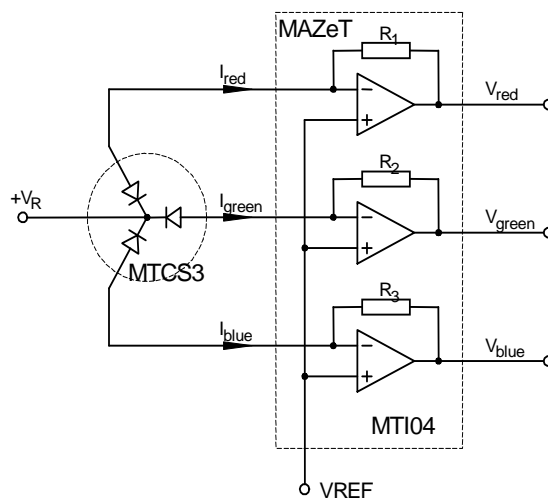 MAZeT
R1
Ired
Vred
+VR
Igreen
R2
Vgreen
MTCS3
R3
Iblue
Vblue
MTI04
VREF